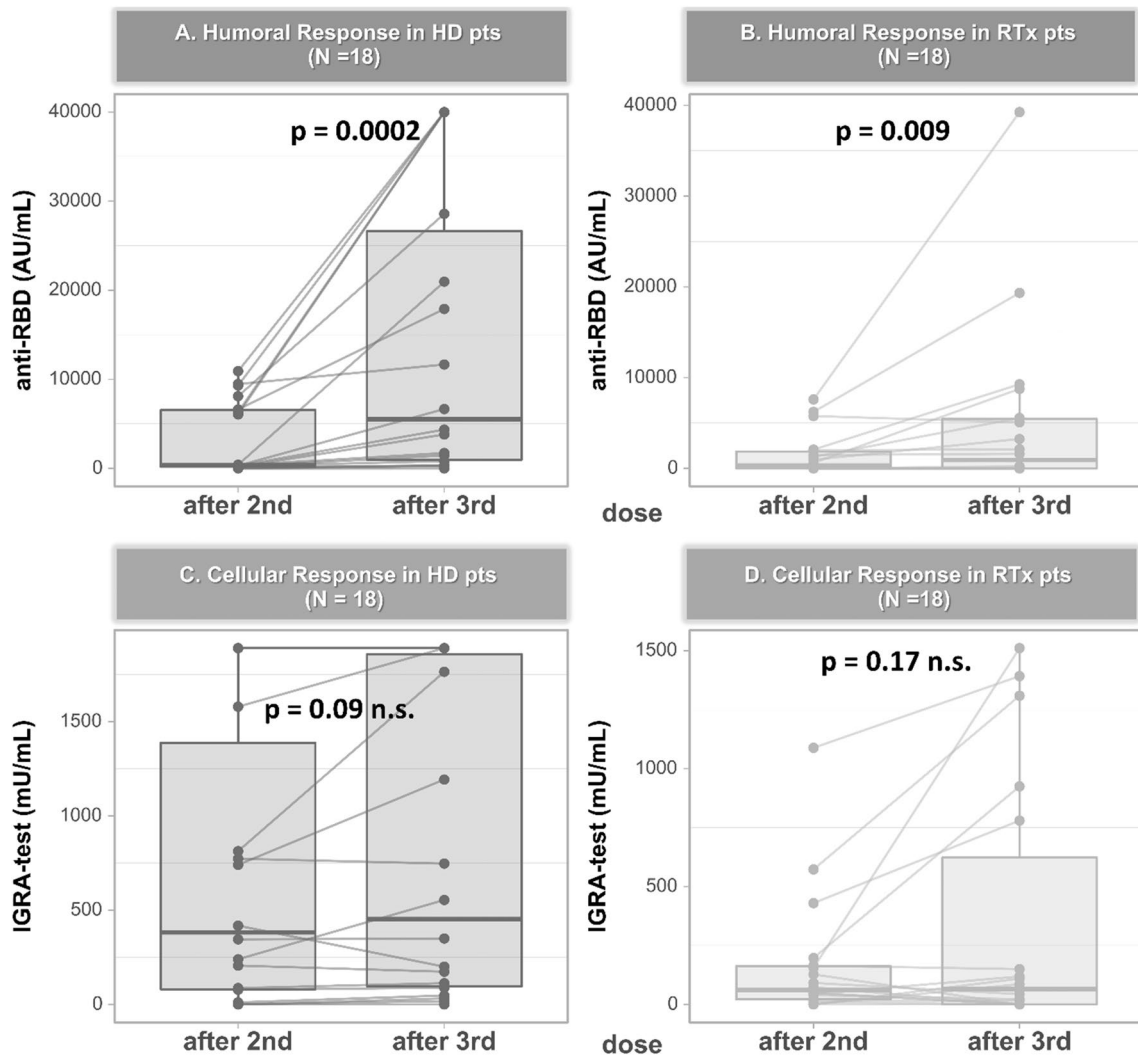 A. Humoral Response in HD pts
(N =18)
B. Humoral Response in RTx pts
(N =18)
anti-RBD (AU/mL)
40000
30000
20000
10000
0
p = 0.0002
after 2nd
after 3rd
anti-RBD (AU/mL)
40000
30000
20000
10000
0
p = 0.009
after 2nd
after 3rd
dose
C. Cellular Response in HD pts
(N = 18)
D. Cellular Response in RTx pts
(N =18)
IGRA-test (mU/mL)
1500
1000
500
0
p = 0.09 n.s.
after 2nd
after 3rd
IGRA-test (mU/mL)
1500
1000
500
0
p = 0.17 n.s.
after 2nd
after 3rd
dose